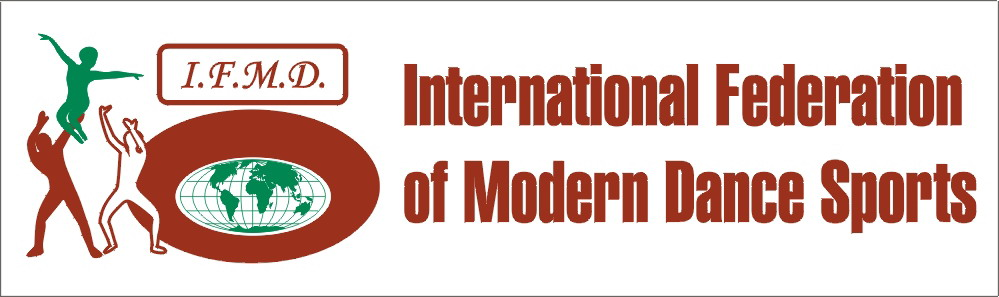 I.F.M.D.
International Federation
of Modern Dance Sports